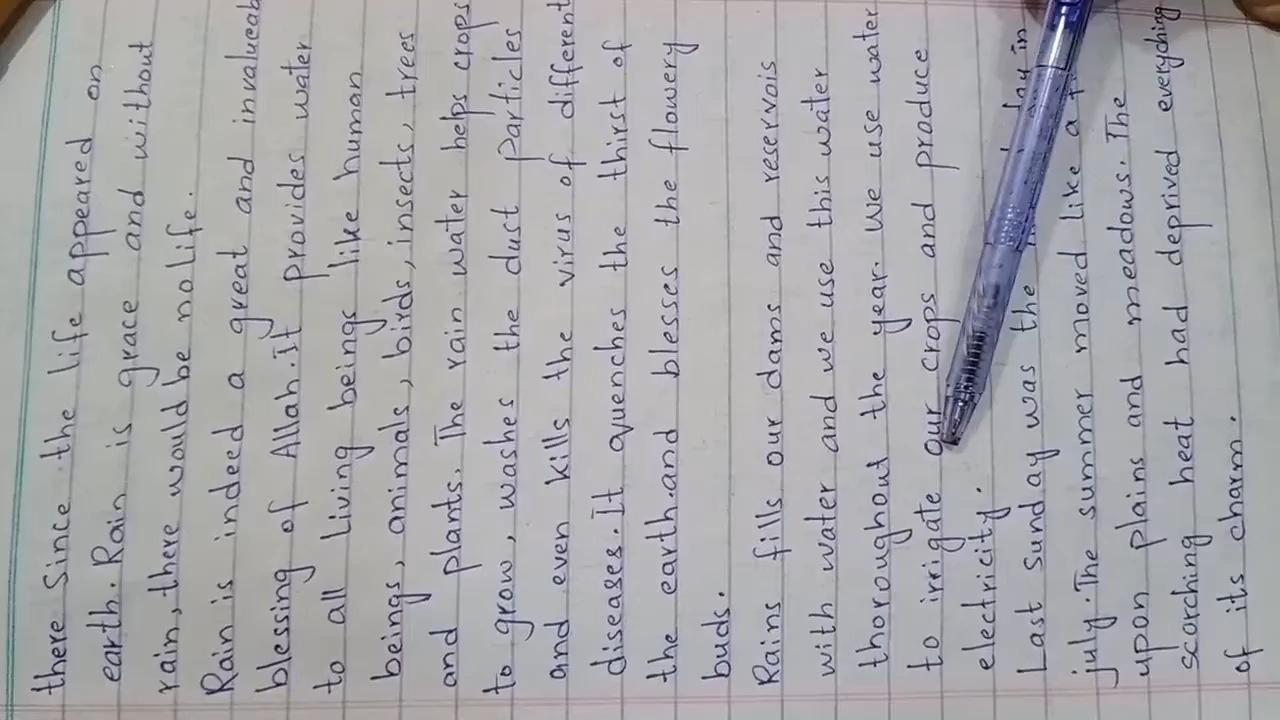 there Since the life appeared on
earth. Rain is grace and without
rain, there would be no life.
Rain is indeed a great and invalueab
blessing of Allah. It provides water
to all living beings like human
beings, animals, birds, insects, trees
and plants. The rain water helps crops
to grow, washes the dust particles
and even kills the virus of different
diseases. It quenches the thirst of
the earth and blesses the flowery
buds.
Rains fills our dams and reservois
with water and we use this water
thoroughout the year. We use water
to irrigate our crops and produce
electricity.
Last sunday was the day in
july. The summer moved like a
upon plains and meadows. The
scorching heat had deprived everything
of its charm.